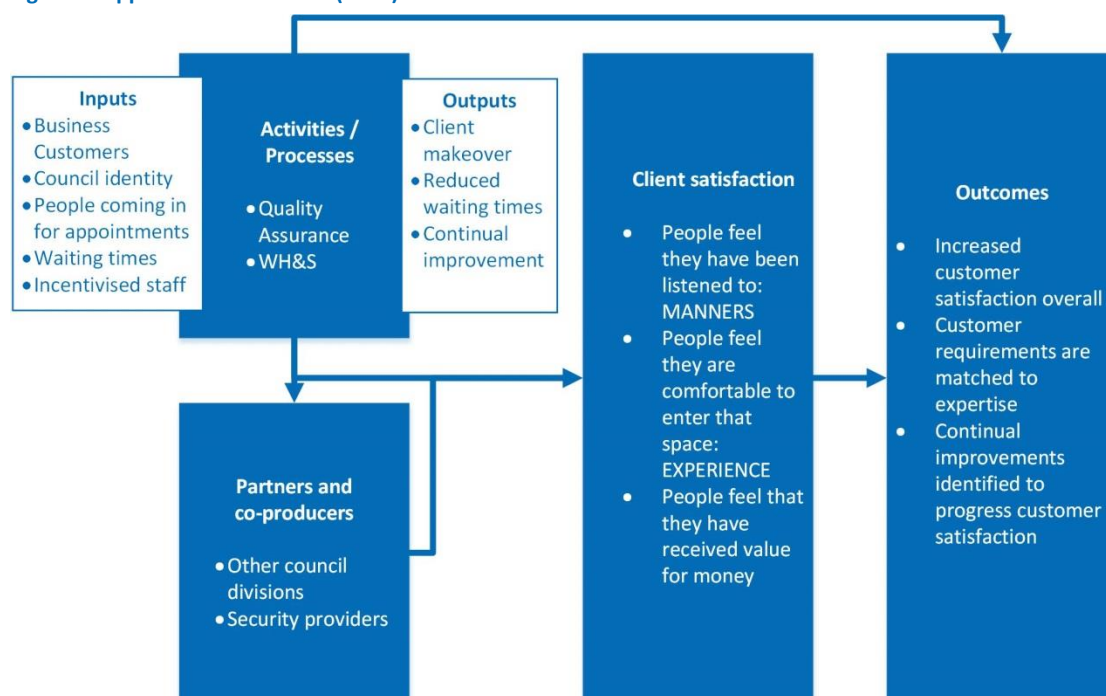 Inputs
• Business
Customers
• Council identity
• People coming in
for appointments
• Waiting times
• Incentivised staff
Activities /
Processes
• Quality
Assurance
• WH&S
Outputs
• Client
makeover
• Reduced
waiting times
• Continual
improvement
Partners and
co-producers
• Other council
divisions
• Security providers
Client satisfaction
• People feel
they have been
listened to:
MANNERS
• People feel
they are
comfortable to
enter that
space:
EXPERIENCE
• People feel that
they have
received value
for money
Outcomes
• Increased
customer
satisfaction overall
• Customer
requirements are
matched to
expertise
• Continual
improvements
identified to
progress customer
satisfaction